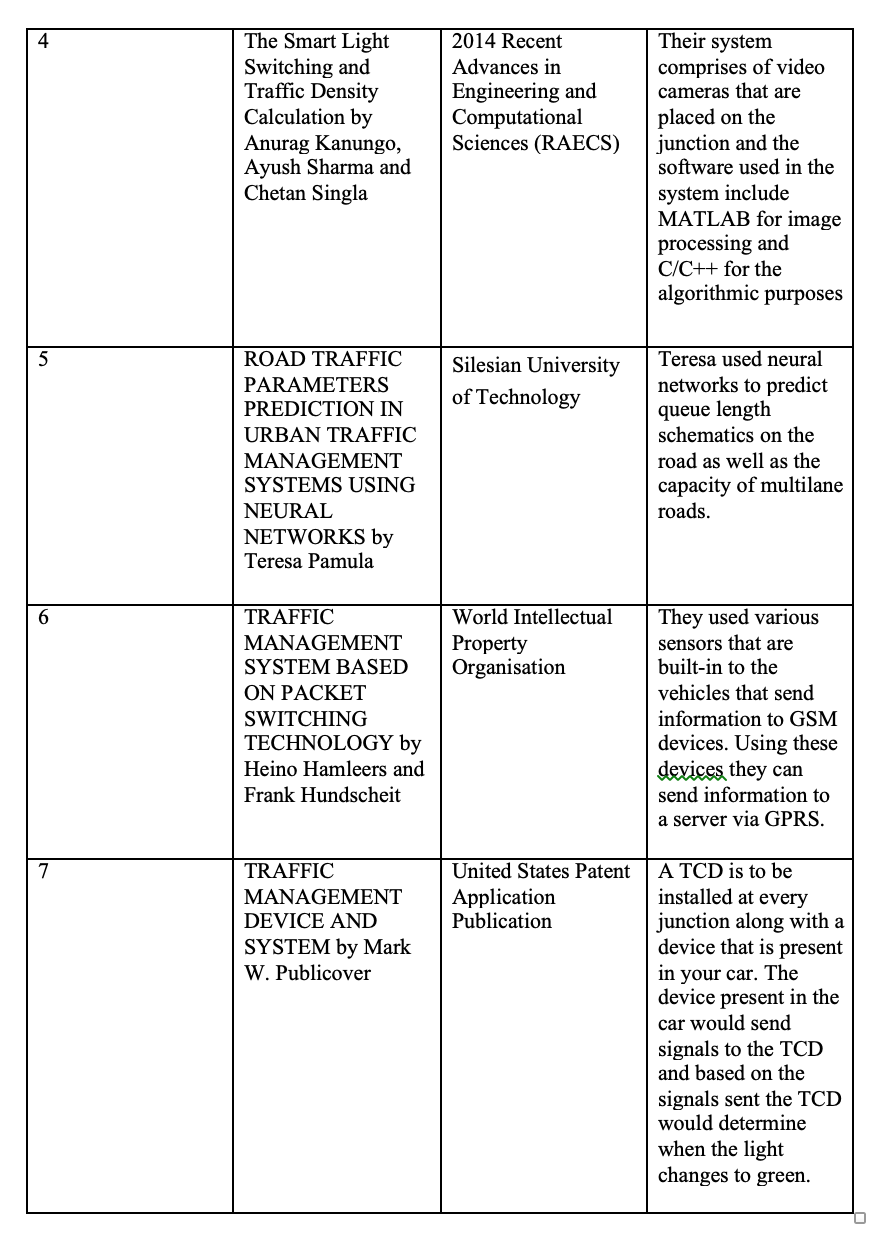 4
The Smart Light
Switching and
Traffic Density
Calculation by
Anurag Kanungo,
Ayush Sharma and
Chetan Singla
2014 Recent
Advances in
Engineering and
Computational
Sciences (RAECS)
Their system
comprises of video
cameras that are
placed on the
junction and the
software used in the
system include
MATLAB for image
processing and
C/C++ for the
algorithmic purposes
5
ROAD TRAFFIC
PARAMETERS
PREDICTION IN
URBAN TRAFFIC
MANAGEMENT
SYSTEMS USING
NEURAL
NETWORKS by
Teresa Pamula
Silesian University
of Technology
Teresa used neural
networks to predict
queue length
schematics on the
road as well as the
capacity of multilane
roads.
6
TRAFFIC
MANAGEMENT
SYSTEM BASED
ON PACKET
SWITCHING
TECHNOLOGY by
Heino Hamleers and
Frank Hundscheit
World Intellectual
Property
Organisation
They used various
sensors that are
built-in to the
vehicles that send
information to GSM
devices. Using these
devices they can
send information to
a server via GPRS.
7
TRAFFIC
MANAGEMENT
DEVICE AND
SYSTEM by Mark
W. Publicover
United States Patent
Application
Publication
A TCD is to be
installed at every
junction along with a
device that is present
in your car. The
device present in the
car would send
signals to the TCD
and based on the
signals sent the TCD
would determine
when the light
changes to green.